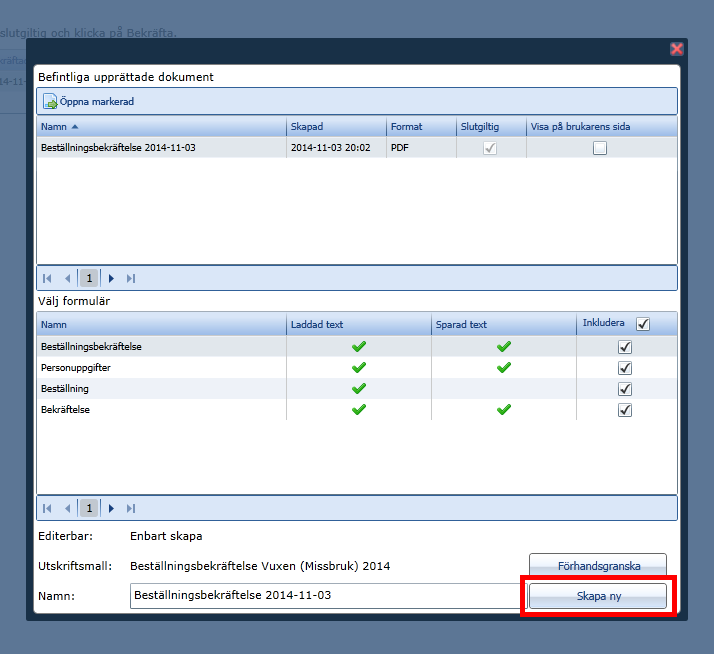 slutgiltig och klicka på Bekräfta.
Befintliga upprättade dokument
Öppna markerad
Namn Skapad Format Slutgiltig Visa på brukarens sida
Beställningsbekräftelse 2014-11-03 2014-11-03 20:02 PDF
1
Välj formulär
Namn Laddad text Sparad text Inkludera
Beställningsbekräftelse
Personuppgifter
Beställning
Bekräftelse
1
Editerbar: Enbart skapa
Utskriftsmall: Beställningsbekräftelse Vuxen (Missbruk) 2014
Förhandsgranska
Namn: Beställningsbekräftelse 2014-11-03
Skapa ny